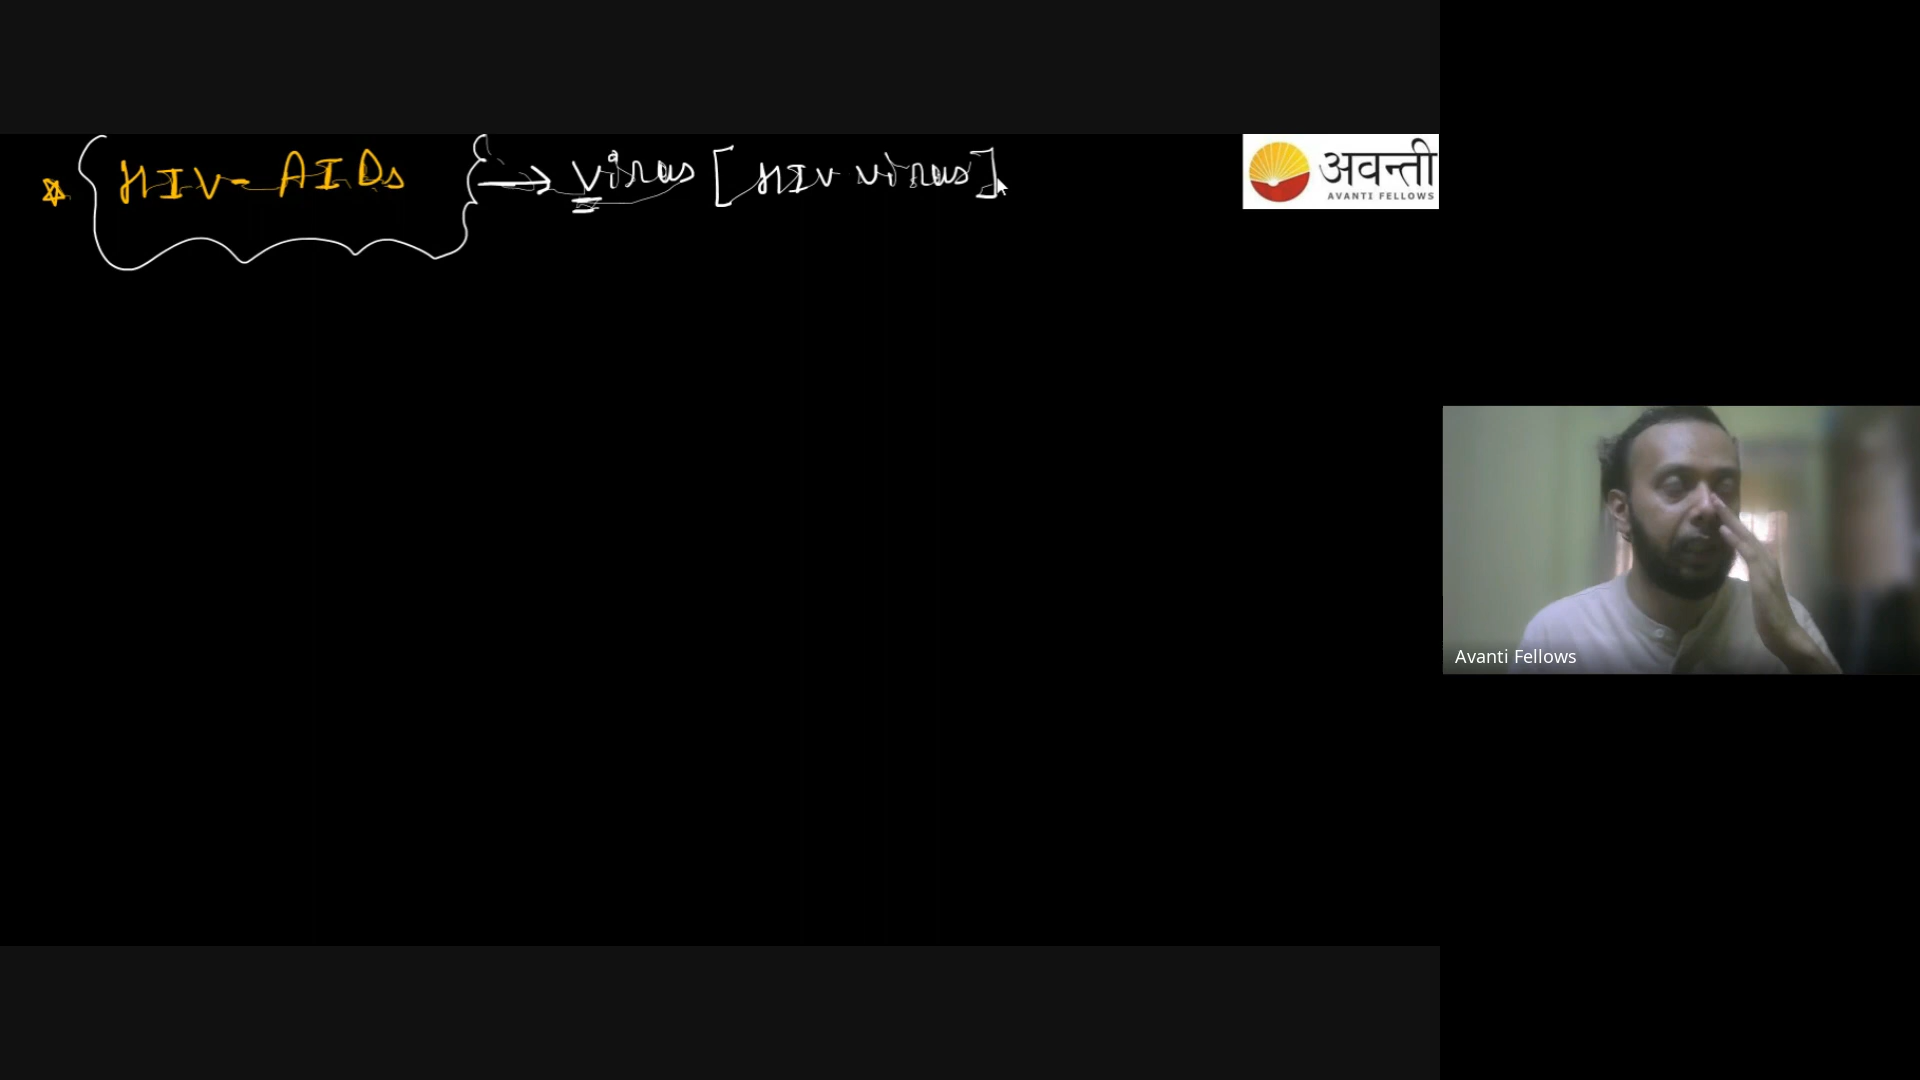 HIV- AIDs → Virus [HIV virus]
अवन्ती
AVANTI FELLOWS
Avanti Fellows